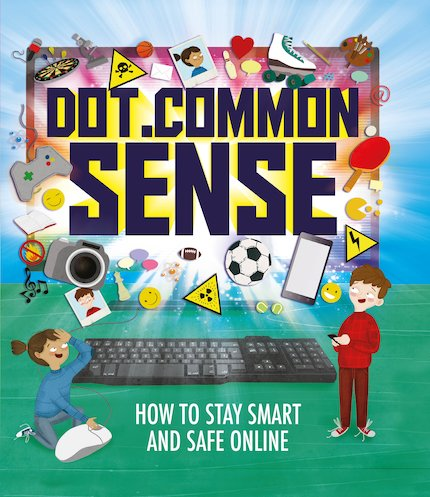 DOT.COMMON
SENSE
HOW TO STAY SMART
AND SAFE ONLINE